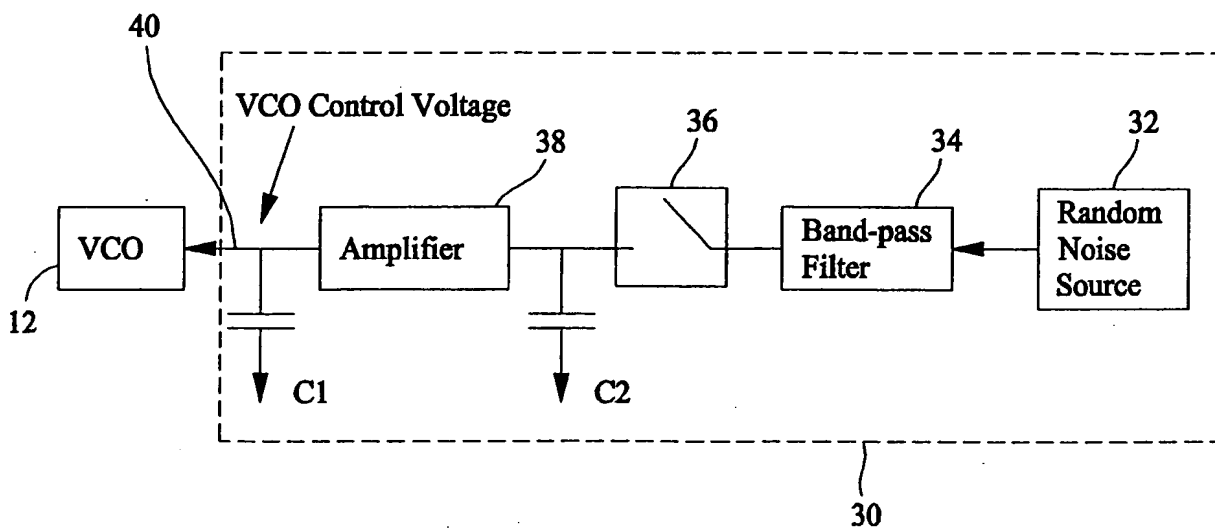 40
VCO Control Voltage
38
36
34
32
VCO
Amplifier
Band-pass
Filter
Random
Noise
Source
12
C1
C2
30